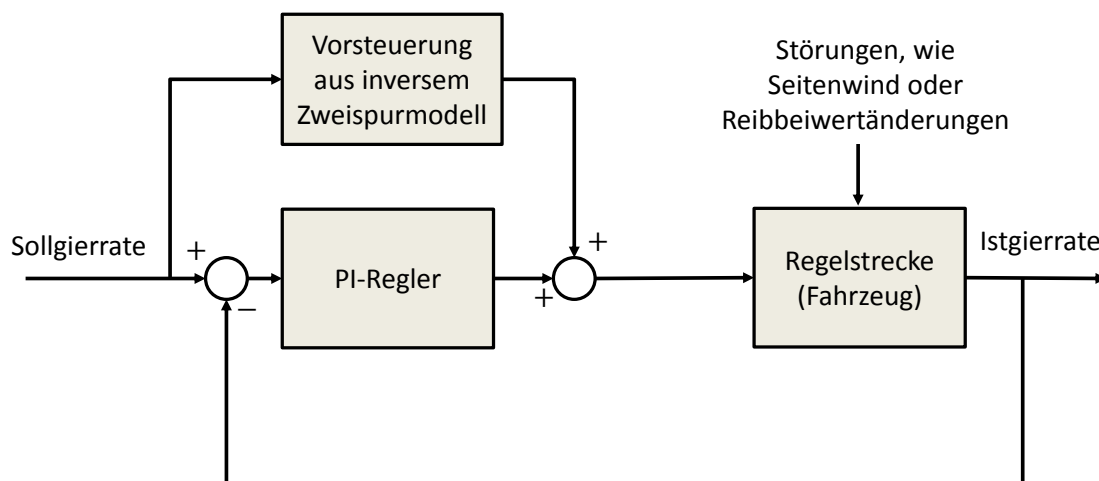 Vorsteuerung
aus inversem
Zweispurmodell
Störungen, wie
Seitenwind oder
Reibbeiwertänderungen
Sollgierrate
+
−
PI-Regler
+
+
Regelstrecke
(Fahrzeug)
Istgierrate